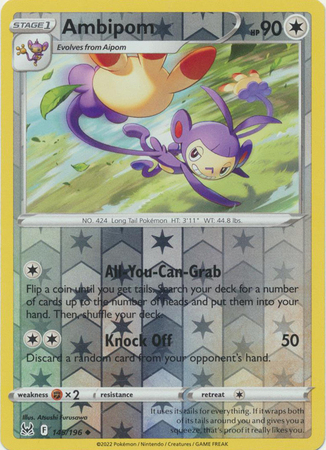 STAGE 1
Ambipom
HP 90
Evolves from Aipom
NO. 424 Long Tail Pokémon HT: 3'11" WT: 44.8 lbs.
All-You-Can-Grab
Flip a coin until you get tails. Search your deck for a number
of cards up to the number of heads and put them into your
hand. Then, shuffle your deck.
Knock Off 50
Discard a random card from your opponent's hand.
weakness ×2 resistance retreat
Illus. Atsushi Furusawa
F 145/196
It uses its tails for everything. If it wraps both
of its tails around you and gives you a
squeeze, that's proof it really likes you.
©2022 Pokémon / Nintendo / Creatures / GAME FREAK